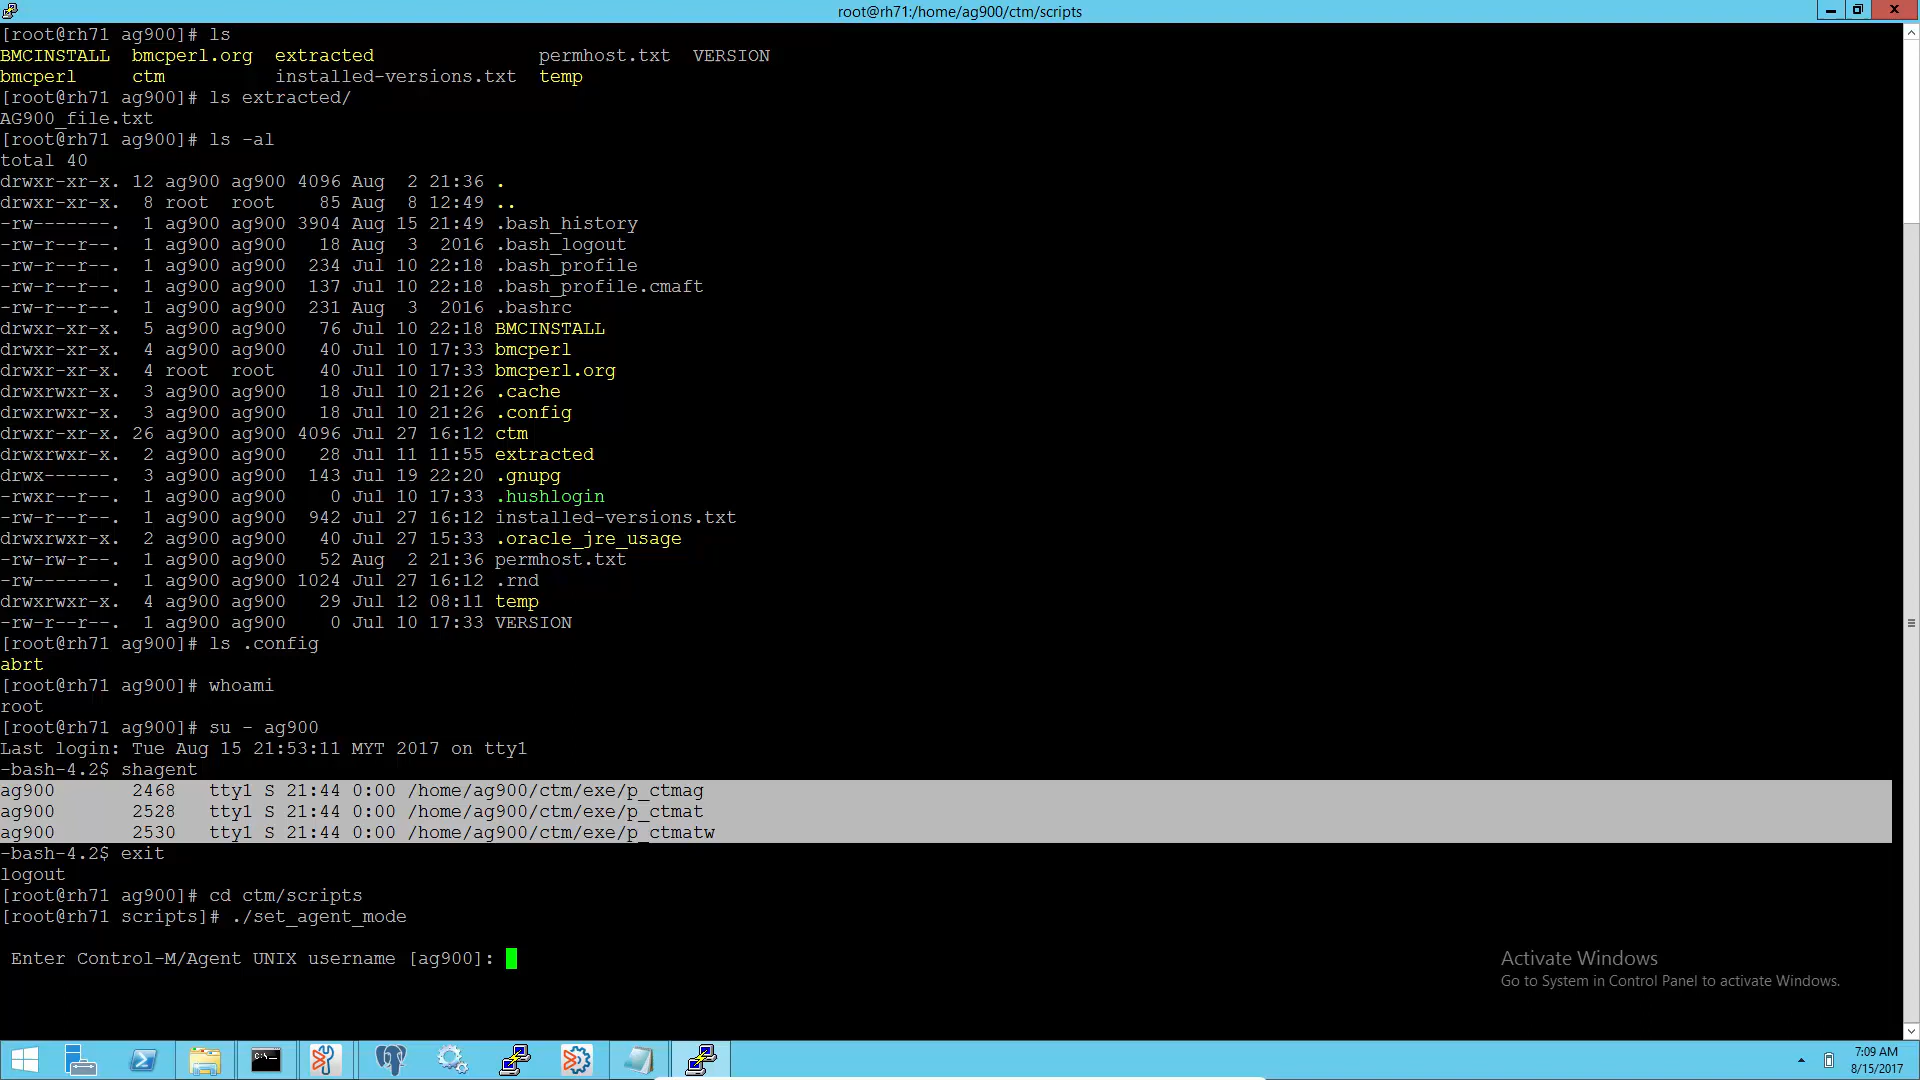 root@rh71:/home/ag900/ctm/scripts
[root@rh71 ag900]# ls
BMCINSTALL  bmcperl.org  extracted               permhost.txt  VERSION
bmcperl     ctm          installed-versions.txt  temp
[root@rh71 ag900]# ls extracted/
AG900_file.txt
[root@rh71 ag900]# ls -al
total 40
drwxr-xr-x. 12 ag900 ag900 4096 Aug  2 21:36 .
drwxr-xr-x.  8 root  root    85 Aug  8 12:49 ..
-rw-------.  1 ag900 ag900 3904 Aug 15 21:49 .bash_history
-rw-r--r--.  1 ag900 ag900   18 Aug  3  2016 .bash_logout
-rw-r--r--.  1 ag900 ag900  234 Jul 10 22:18 .bash_profile
-rw-r--r--.  1 ag900 ag900  137 Jul 10 22:18 .bash_profile.cmaft
-rw-r--r--.  1 ag900 ag900  231 Aug  3  2016 .bashrc
drwxr-xr-x.  5 ag900 ag900   76 Jul 10 22:18 BMCINSTALL
drwxr-xr-x.  4 ag900 ag900   40 Jul 10 17:33 bmcperl
drwxr-xr-x.  4 root  root    40 Jul 10 17:33 bmcperl.org
drwxrwxr-x.  3 ag900 ag900   18 Jul 10 21:26 .cache
drwxrwxr-x.  3 ag900 ag900   18 Jul 10 21:26 .config
drwxr-xr-x. 26 ag900 ag900 4096 Jul 27 16:12 ctm
drwxrwxr-x.  2 ag900 ag900   28 Jul 11 11:55 extracted
drwx------.  3 ag900 ag900  143 Jul 19 22:20 .gnupg
-rwxr--r--.  1 ag900 ag900    0 Jul 10 17:33 .hushlogin
-rw-r--r--.  1 ag900 ag900  942 Jul 27 16:12 installed-versions.txt
drwxrwxr-x.  2 ag900 ag900   40 Jul 27 15:33 .oracle_jre_usage
-rw-rw-r--.  1 ag900 ag900   52 Aug  2 21:36 permhost.txt
-rw-------.  1 ag900 ag900 1024 Jul 27 16:12 .rnd
drwxrwxr-x.  4 ag900 ag900   29 Jul 12 08:11 temp
-rw-r--r--.  1 ag900 ag900    0 Jul 10 17:33 VERSION
[root@rh71 ag900]# ls .config
abrt
[root@rh71 ag900]# whoami
root
[root@rh71 ag900]# su - ag900
Last login: Tue Aug 15 21:53:11 MYT 2017 on tty1
-bash-4.2$ shagent
ag900       2468   tty1 S 21:44 0:00 /home/ag900/ctm/exe/p_ctmag
ag900       2528   tty1 S 21:44 0:00 /home/ag900/ctm/exe/p_ctmat
ag900       2530   tty1 S 21:44 0:00 /home/ag900/ctm/exe/p_ctmatw
-bash-4.2$ exit
logout
[root@rh71 ag900]# cd ctm/scripts
[root@rh71 scripts]# ./set_agent_mode
Enter Control-M/Agent UNIX username [ag900]:
Activate Windows
Go to System in Control Panel to activate Windows.
7:09 AM
8/15/2017